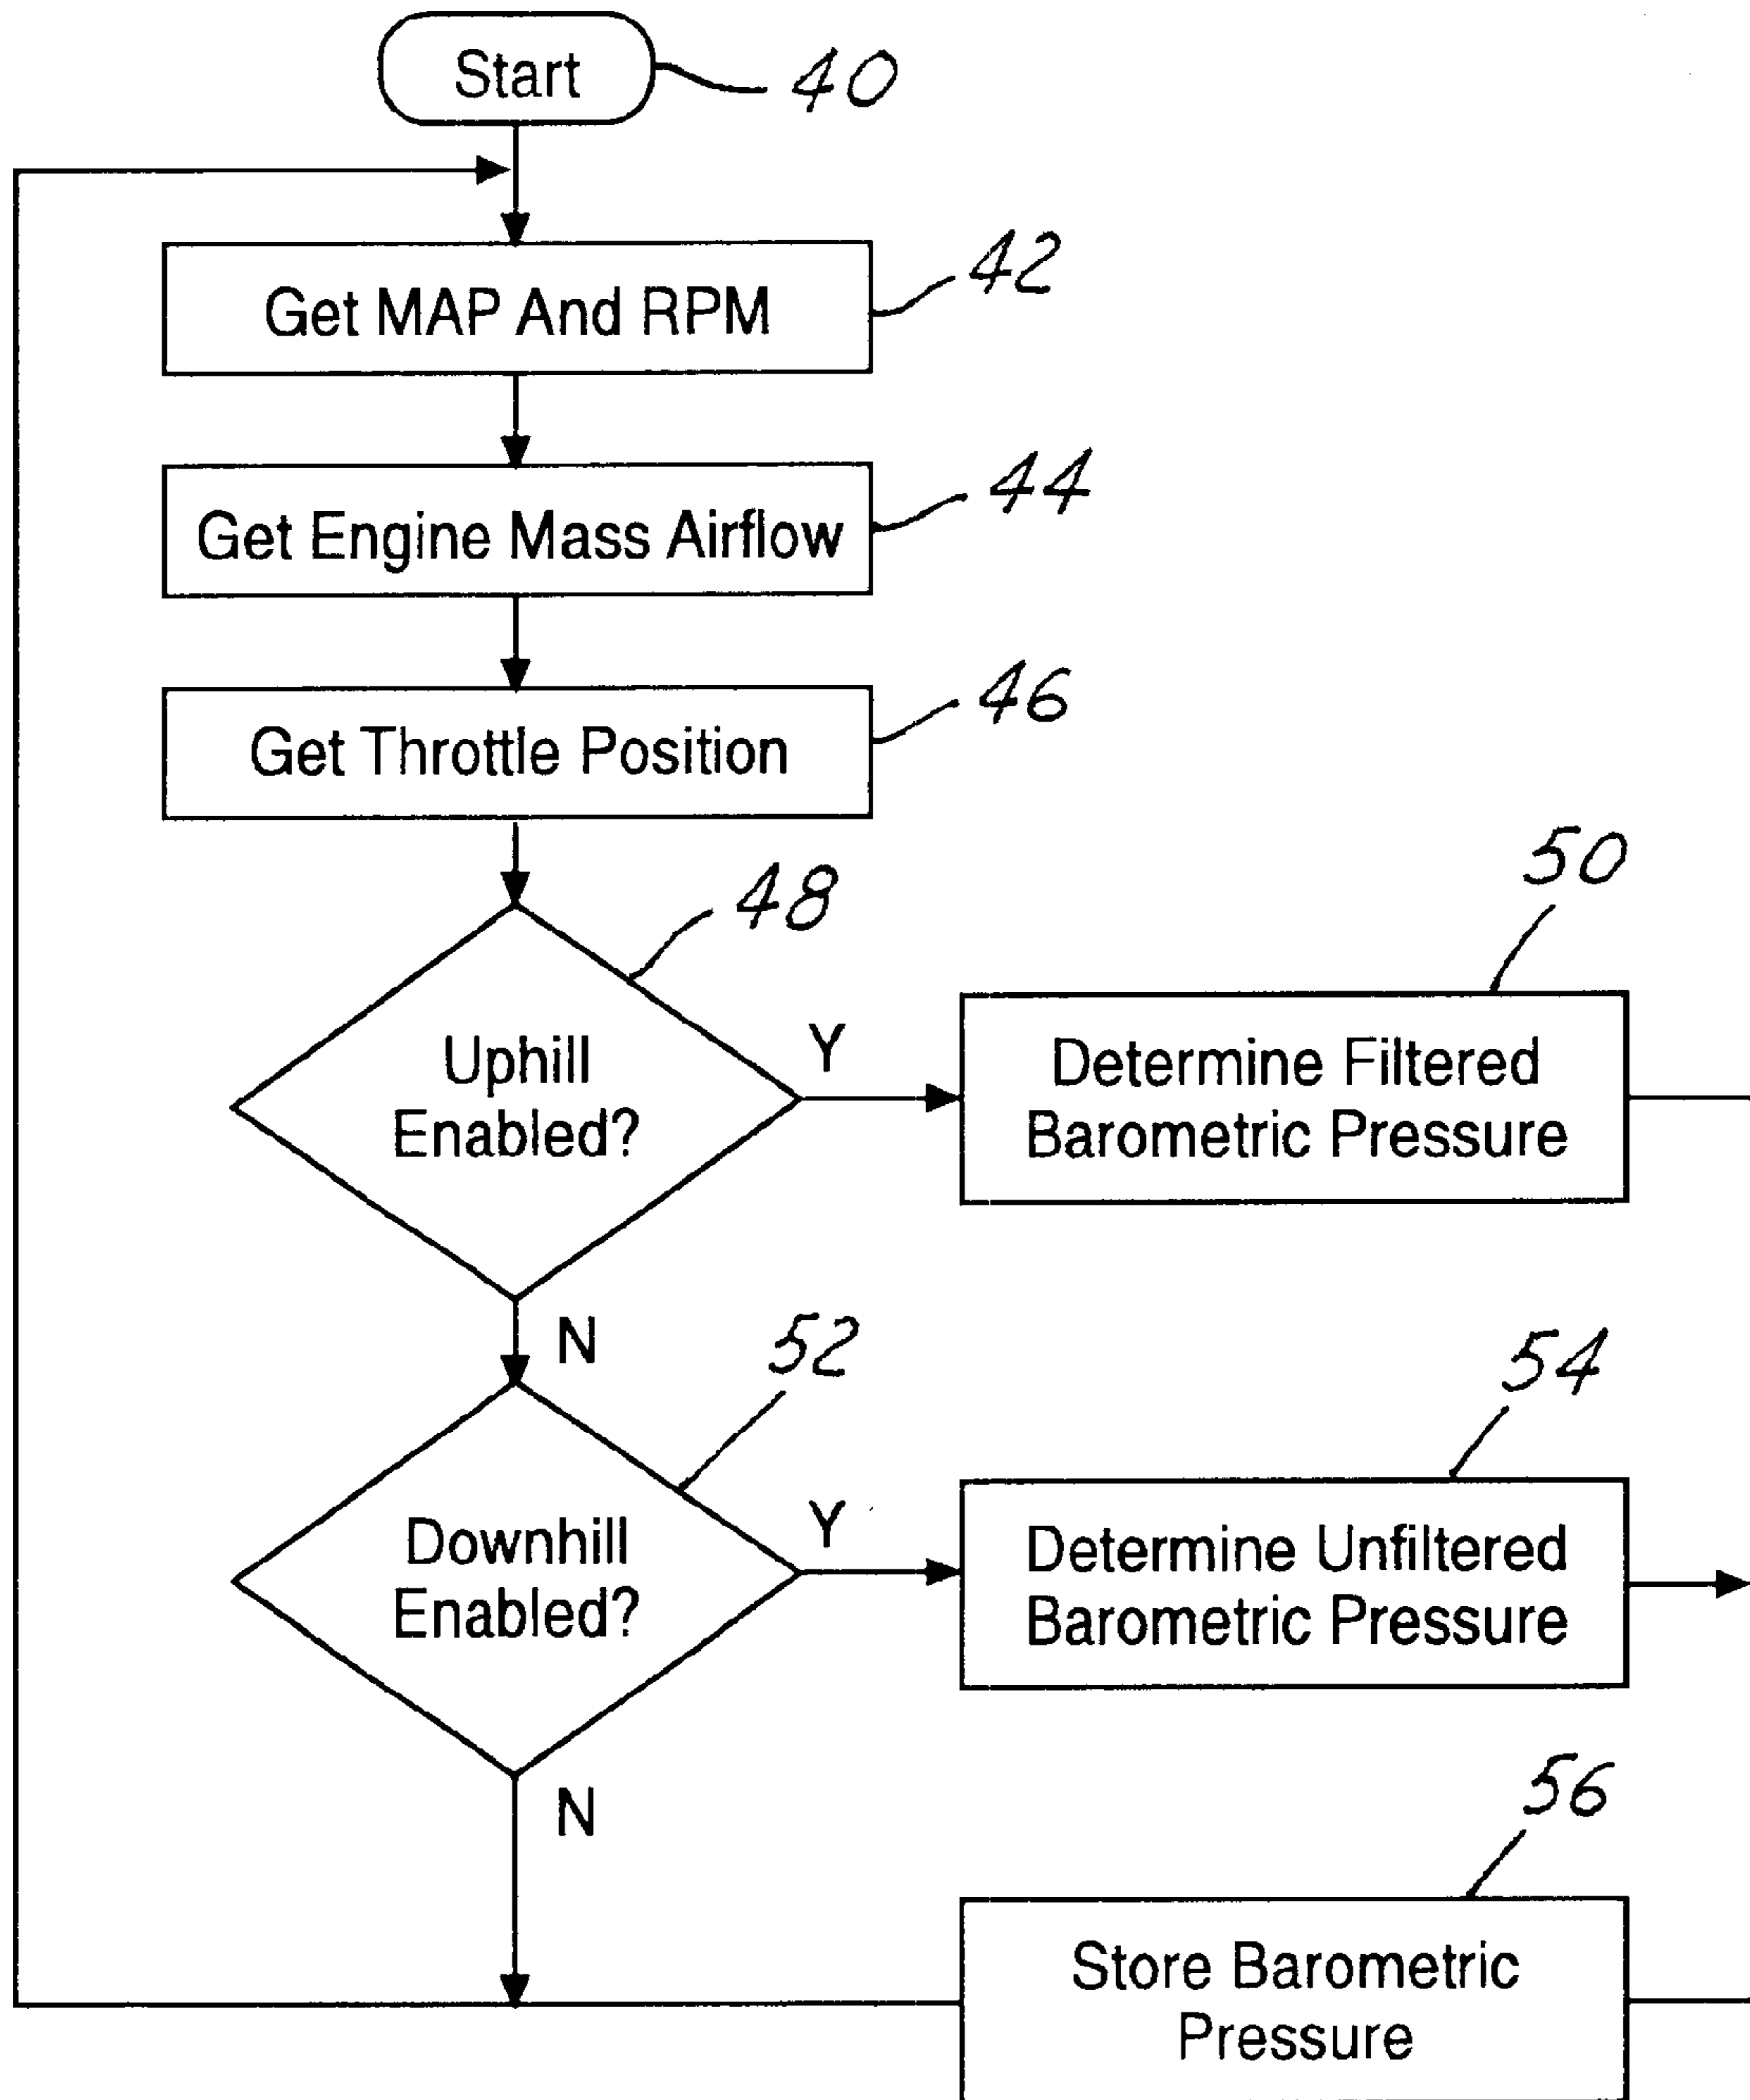 Start
40
Get MAP And RPM
42
Get Engine Mass Airflow
44
Get Throttle Position
46
48
Uphill
Enabled?
Y
N
50
Determine Filtered
Barometric Pressure
52
Downhill
Enabled?
Y
N
54
Determine Unfiltered
Barometric Pressure
56
Store Barometric
Pressure